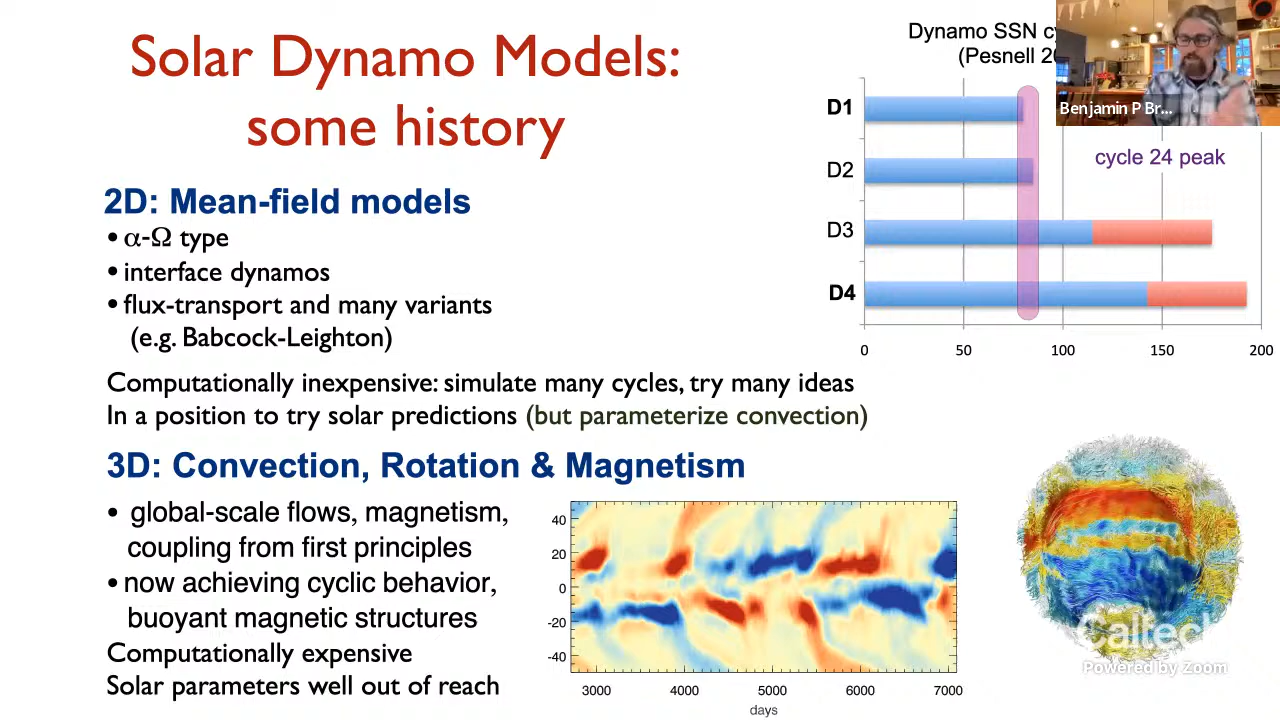 Solar Dynamo Models:
some history
Dynamo SSN
(Pesnell
Benjamin P Br...
D1
D2
D3
D4
cycle 24 peak
0 50 100 150 200
2D: Mean-field models
• α-Ω type
• interface dynamos
• flux-transport and many variants
(e.g. Babcock-Leighton)
Computationally inexpensive: simulate many cycles, try many ideas
In a position to try solar predictions (but parameterize convection)
3D: Convection, Rotation & Magnetism
• global-scale flows, magnetism,
coupling from first principles
• now achieving cyclic behavior,
buoyant magnetic structures
Computationally expensive
Solar parameters well out of reach
40
20
0
-20
-40
3000 4000 5000 6000 7000
days
Caltech
Powered by Zoom